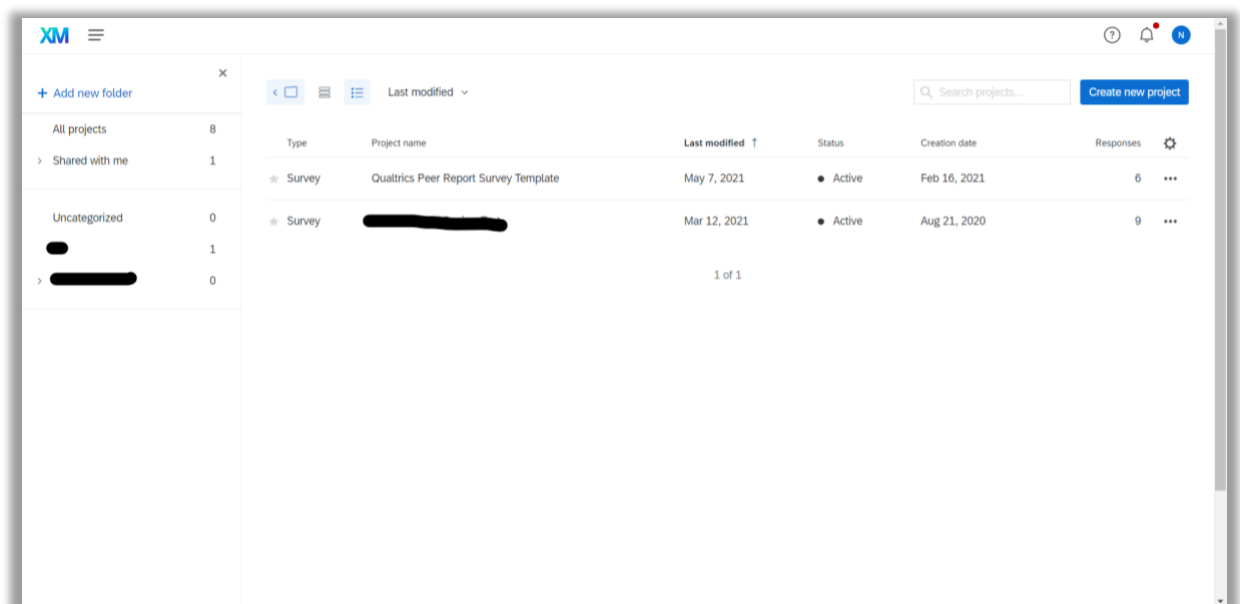 XM
N
+ Add new folder
Last modified
Search projects...
Create new project
All projects 8
Shared with me 1
Uncategorized 0
1
0
Type Project name Last modified ↑ Status Creation date Responses
Survey Qualtrics Peer Report Survey Template May 7, 2021 Active Feb 16, 2021 6
Survey Mar 12, 2021 Active Aug 21, 2020 9
1 of 1